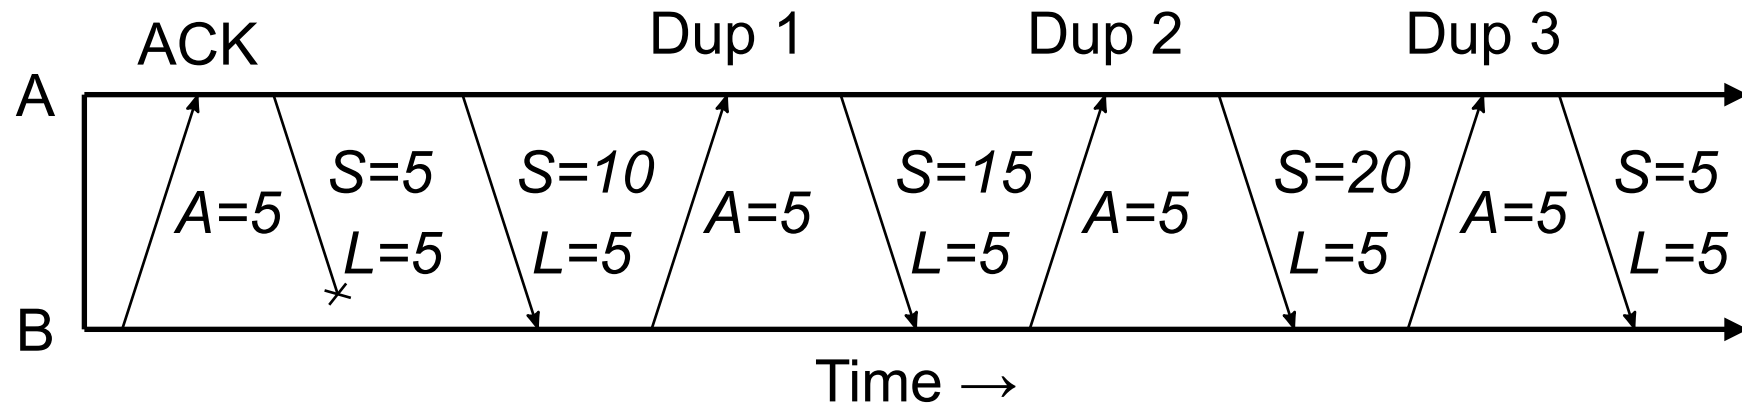 ACK Dup 1 Dup 2 Dup 3
A
S=5 S=10 S=15 S=20 S=5
A=5 A=5 A=5 A=5
L=5 L=5 L=5 L=5 L=5
B
Time →